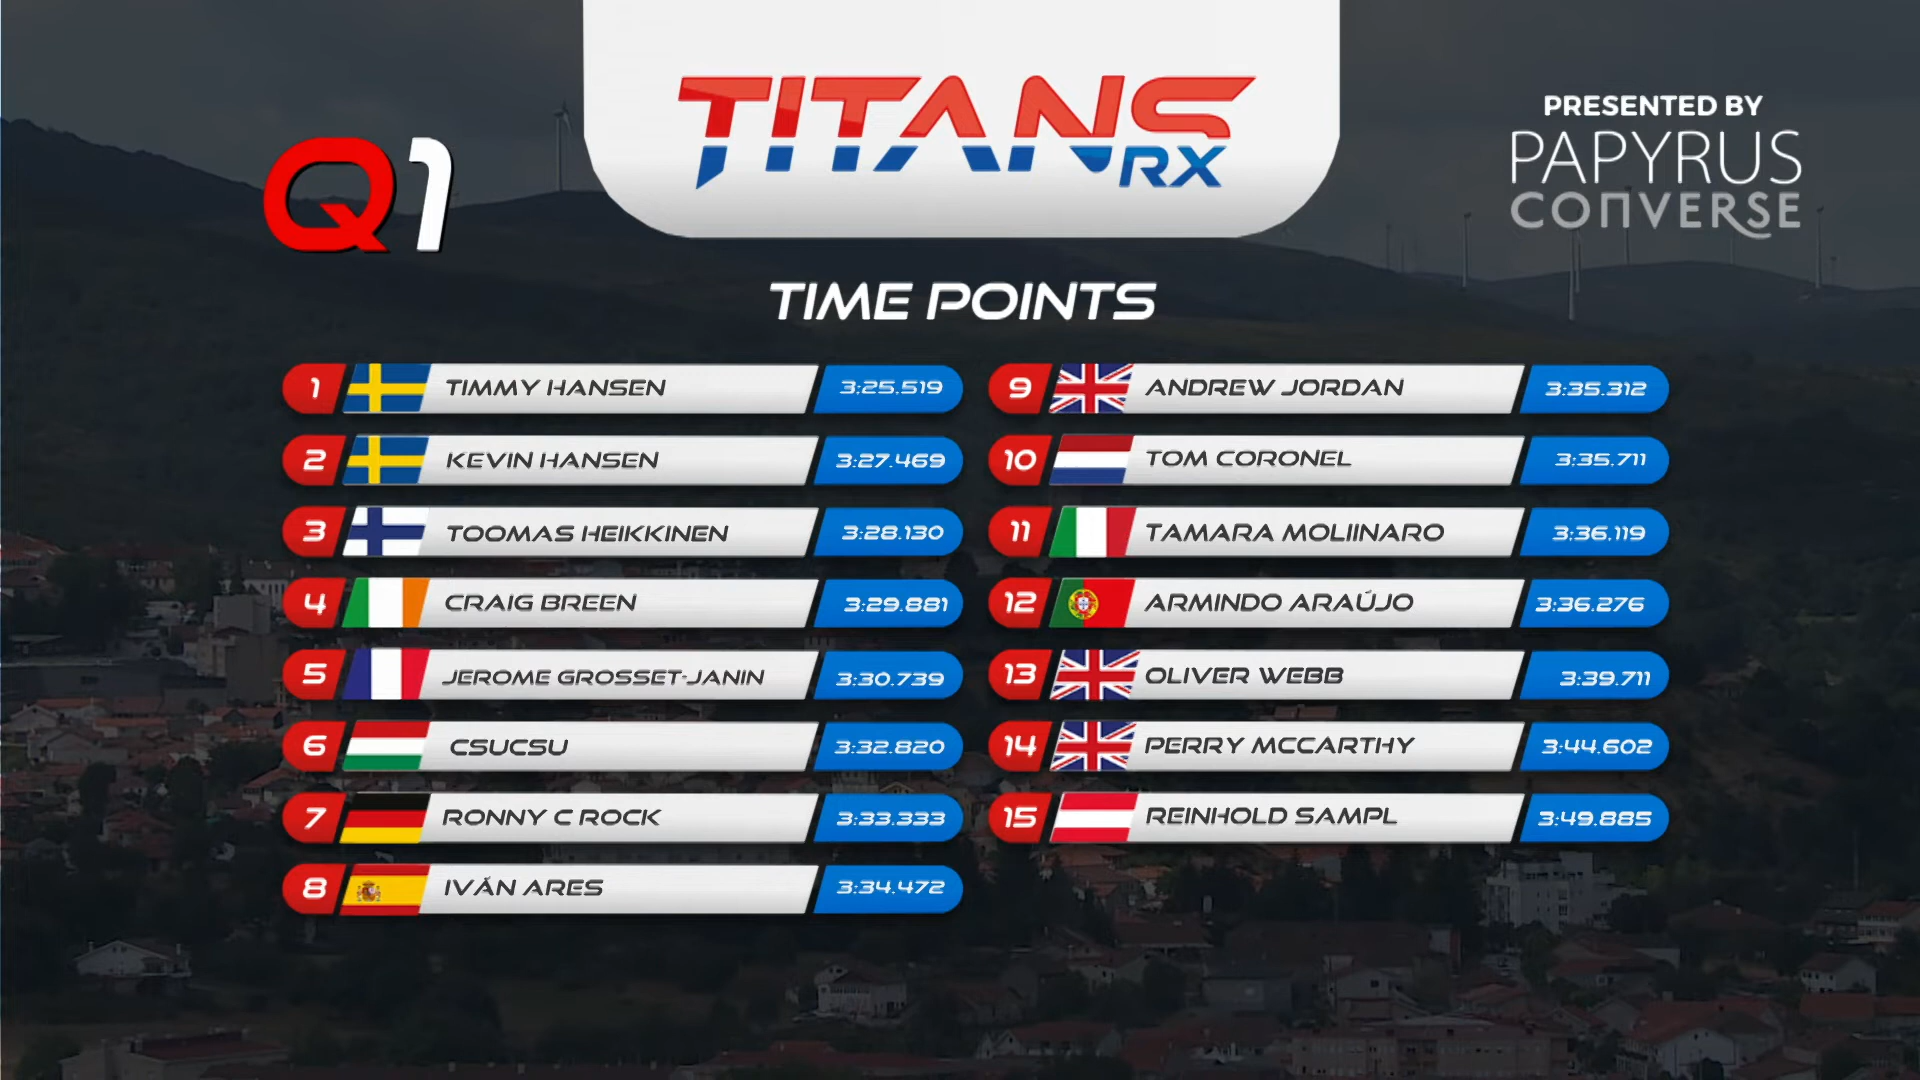 Q1
TITANS
RX
PRESENTED BY
PAPYRUS
CONVERSE
TIME POINTS
1 TIMMY HANSEN 3:25.519
2 KEVIN HANSEN 3:27.469
3 TOOMAS HEIKKINEN 3:28.130
4 CRAIG BREEN 3:29.881
5 JEROME GROSSET-JANIN 3:30.739
6 CSUCSU 3:32.820
7 RONNY C ROCK 3:33.333
8 IVÁN ARES 3:34.472
9 ANDREW JORDAN 3:35.312
10 TOM CORONEL 3:35.711
11 TAMARA MOLIINARO 3:36.119
12 ARMINDO ARAÚJO 3:36.276
13 OLIVER WEBB 3:39.711
14 PERRY MCCARTHY 3:44.602
15 REINHOLD SAMPL 3:49.885